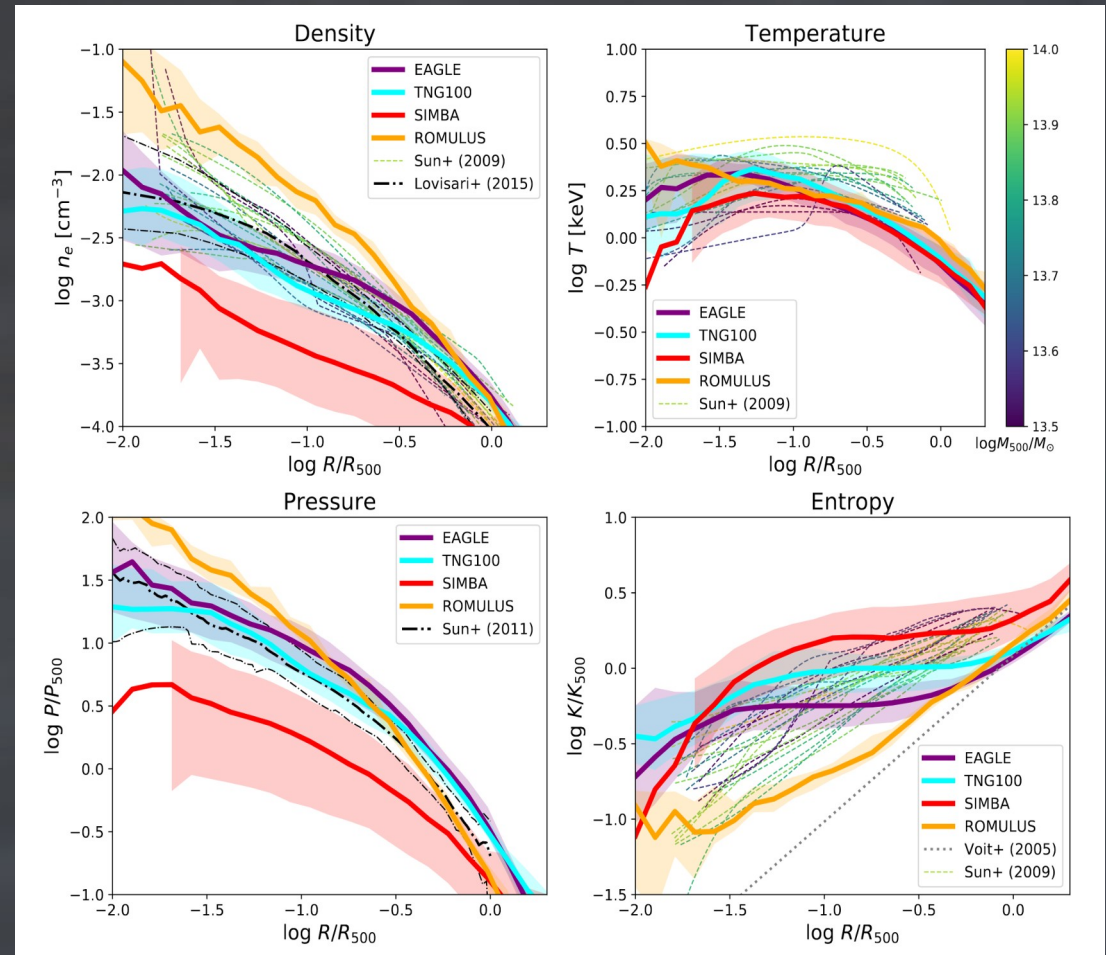 Density
−1.0
−1.5
−2.0
−2.5
−3.0
−3.5
−4.0
log n_e [cm⁻³]
EAGLE
TNG100
SIMBA
ROMULUS
Sun+ (2009)
Lovisari+ (2015)
−2.0 −1.5 −1.0 −0.5 0.0
log R/R₅₀₀
Temperature
1.00
0.75
0.50
0.25
0.00
−0.25
−0.50
−0.75
−1.00
log T [keV]
EAGLE
TNG100
SIMBA
ROMULUS
Sun+ (2009)
−2.0 −1.5 −1.0 −0.5 0.0
log R/R₅₀₀
14.0
13.9
13.8
13.7
13.6
13.5
logM₅₀₀/M⊙
Pressure
2.0
1.5
1.0
0.5
0.0
−0.5
−1.0
log P/P₅₀₀
EAGLE
TNG100
SIMBA
ROMULUS
Sun+ (2011)
−2.0 −1.5 −1.0 −0.5 0.0
log R/R₅₀₀
Entropy
1.0
0.5
0.0
−0.5
−1.0
−1.5
log K/K₅₀₀
EAGLE
TNG100
SIMBA
ROMULUS
Voit+ (2005)
Sun+ (2009)
−2.0 −1.5 −1.0 −0.5 0.0
log R/R₅₀₀